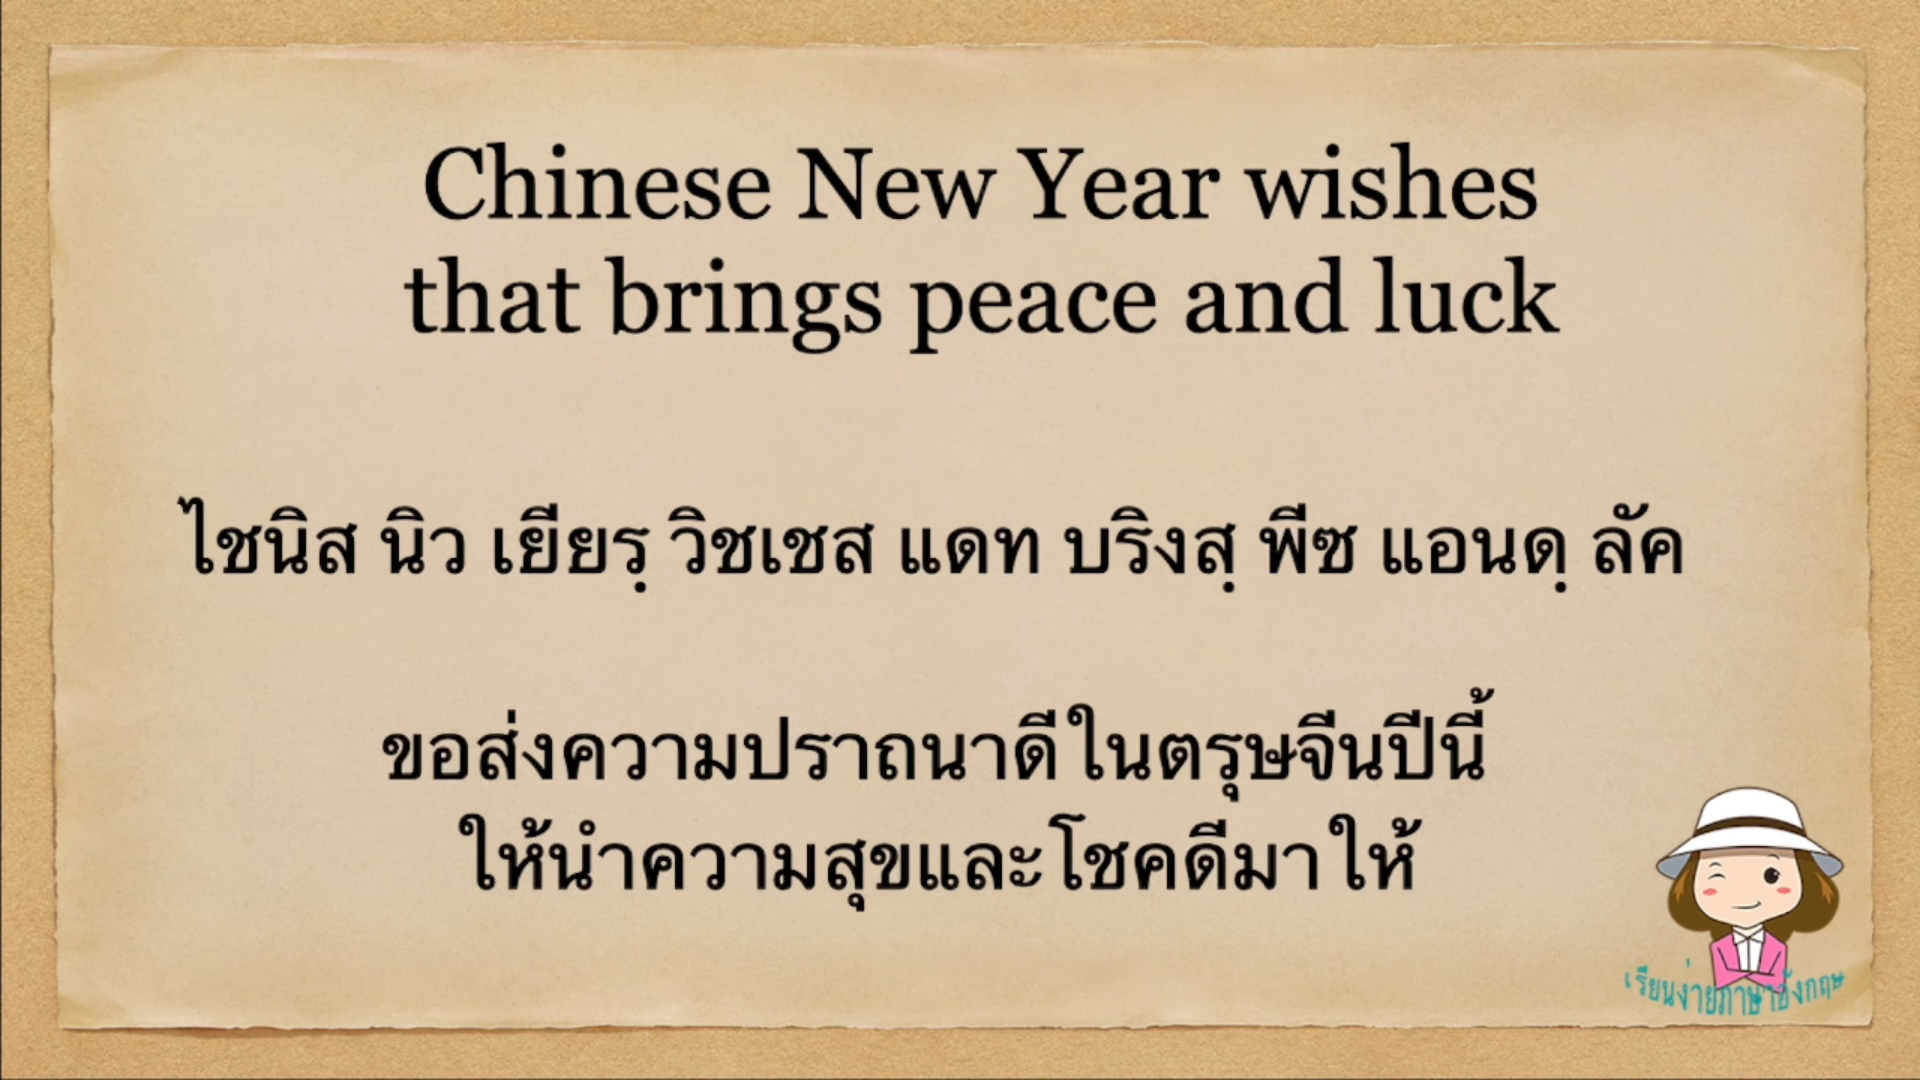 Chinese New Year wishes
that brings peace and luck
ไชนิส นิว เยียรฺ วิชเชส แดท บริงสฺ พีซ แอนดฺ ลัค
ขอส่งความปราถนาดีในตรุษจีนปีนี้
ให้นำความสุขและโชคดีมาให้
เรียนง่ายภาษาอังกฤษ